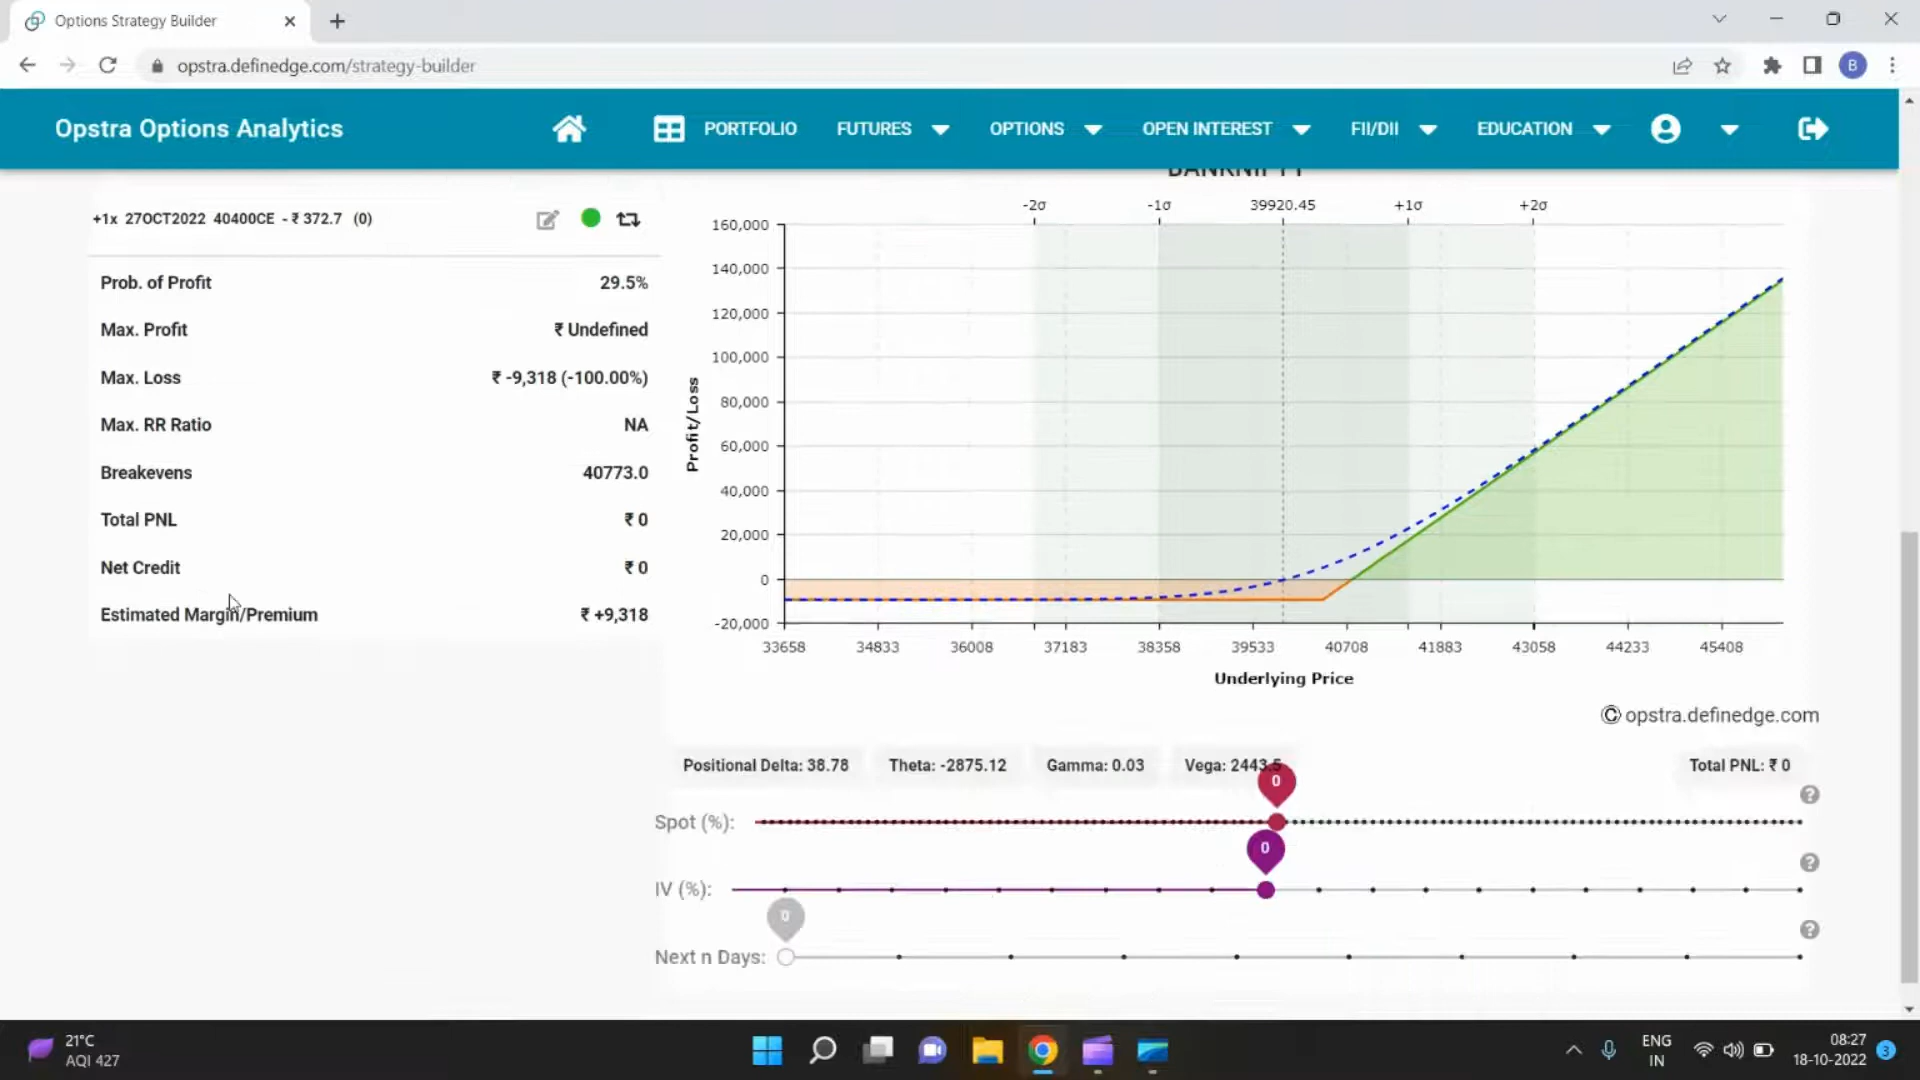 Options Strategy Builder
opstra.definedge.com/strategy-builder
B
Opstra Options Analytics
PORTFOLIO
FUTURES
OPTIONS
OPEN INTEREST
FII/DII
EDUCATION
BANKNIFTY
+1x 27OCT2022 40400CE - ₹ 372.7 (0)
Prob. of Profit 29.5%
Max. Profit ₹ Undefined
Max. Loss ₹ -9,318 (-100.00%)
Max. RR Ratio NA
Breakevens 40773.0
Total PNL ₹ 0
Net Credit ₹ 0
Estimated Margin/Premium ₹ +9,318
-2σ -1σ 39920.45 +1σ +2σ
160,000
140,000
120,000
100,000
80,000
60,000
40,000
20,000
0
-20,000
Profit/Loss
33658 34833 36008 37183 38358 39533 40708 41883 43058 44233 45408
Underlying Price
© opstra.definedge.com
Positional Delta: 38.78 Theta: -2875.12 Gamma: 0.03 Vega: 2443.5 Total PNL: ₹ 0
0
Spot (%):
0
IV (%):
0
Next n Days:
21°C
AQI 427
ENG
IN
08:27
18-10-2022
3